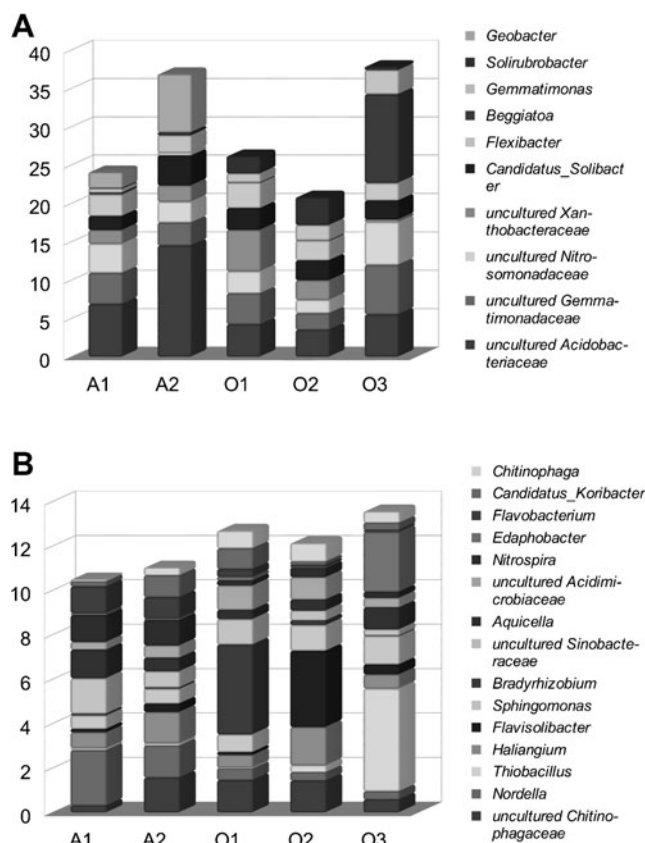 A
40
35
30
25
20
15
10
5
0
A1 A2 O1 O2 O3
Geobacter
Solirubrobacter
Gemmatimonas
Beggiatoa
Flexibacter
Candidatus_Solibact
er
uncultured Xan-
thobacteraceae
uncultured Nitro-
somonadaceae
uncultured Gemma-
timonadaceae
uncultured Acidobac-
teriaceae
B
14
12
10
8
6
4
2
0
A1 A2 O1 O2 O3
Chitinophaga
Candidatus_Koribacter
Flavobacterium
Edaphobacter
Nitrospira
uncultured Acidimi-
crobiaceae
Aquicella
uncultured Sinobacte-
raceae
Bradyrhizobium
Sphingomonas
Flavisolibacter
Haliangium
Thiobacillus
Nordella
uncultured Chitino-
phagaceae